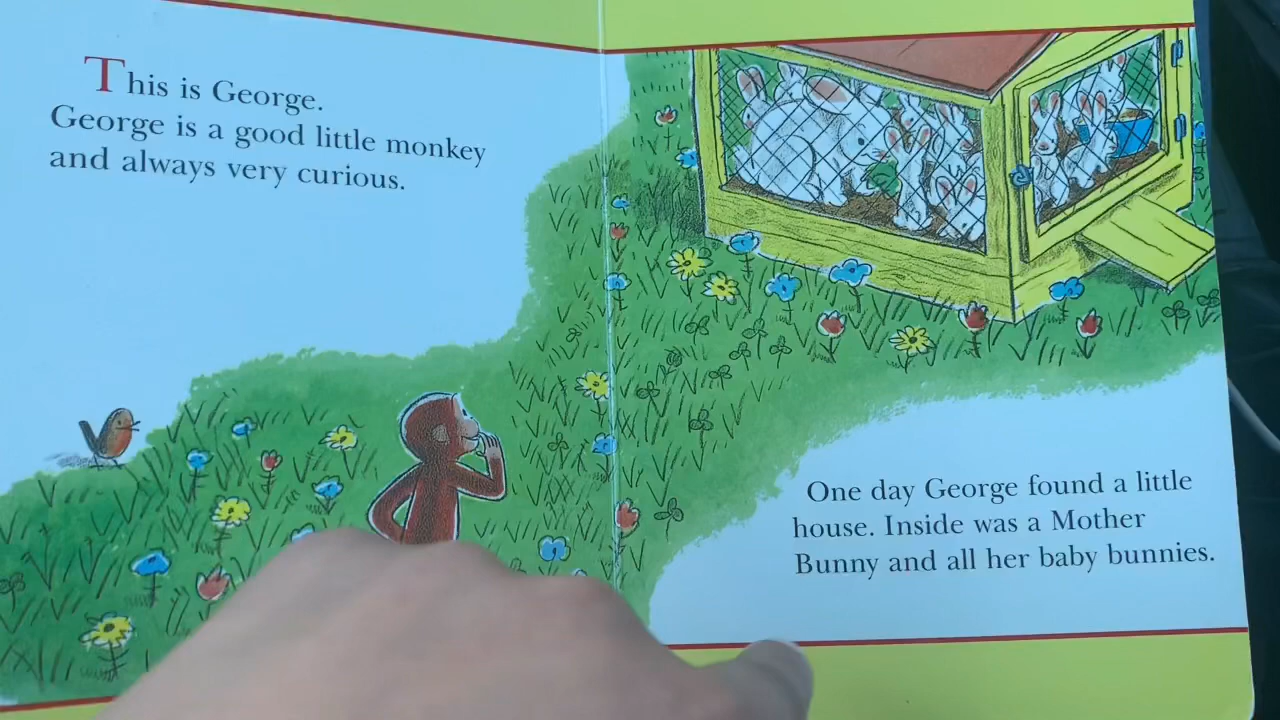 This is George.
George is a good little monkey
and always very curious.
One day George found a little
house. Inside was a Mother
Bunny and all her baby bunnies.